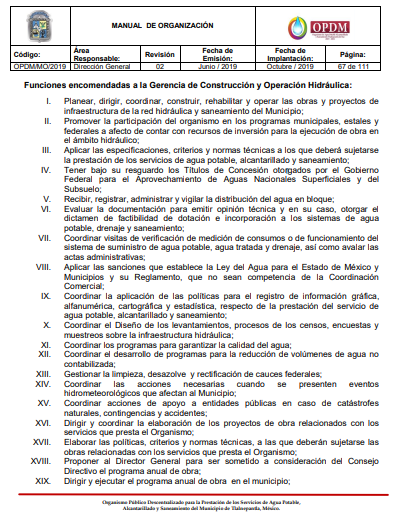 MANUAL DE ORGANIZACIÓN
OPDM
Código:
Área Responsable:
Revisión
Fecha de Emisión:
Fecha de Implantación:
Página:
OPDM/MO/2019
Dirección General
02
Junio / 2019
Octubre / 2019
67 de 111
Funciones encomendadas a la Gerencia de Construcción y Operación Hidráulica:
I. Planear, dirigir, coordinar, construir, rehabilitar y operar las obras y proyectos de
infraestructura de la red hidráulica y saneamiento del Municipio;
II. Promover la participación del organismo en los programas municipales, estatales y
federales a afecto de contar con recursos de inversión para la ejecución de obra en
el ámbito hidráulico;
III. Aplicar las especificaciones, criterios y normas técnicas a los que deberá sujetarse
la prestación de los servicios de agua potable, alcantarillado y saneamiento;
IV. Tener bajo su resguardo los Títulos de Concesión otorgados por el Gobierno
Federal para el Aprovechamiento de Aguas Nacionales Superficiales y del
Subsuelo;
V. Recibir, registrar, administrar y vigilar la distribución del agua en bloque;
VI. Evaluar la documentación para emitir opinión técnica y en su caso, otorgar el
dictamen de factibilidad de dotación e incorporación a los sistemas de agua
potable, drenaje y saneamiento;
VII. Coordinar visitas de verificación de medición de consumos o de funcionamiento del
sistema de suministro de agua potable, agua tratada y drenaje, así como avalar las
actas administrativas;
VIII. Aplicar las sanciones que establece la Ley del Agua para el Estado de México y
Municipios y su Reglamento, que no sean competencia de la Coordinación
Comercial;
IX. Coordinar la aplicación de las políticas para el registro de información gráfica,
alfanumérica, cartográfica y estadística, respecto de la prestación del servicio de
agua potable, alcantarillado y saneamiento;
X. Coordinar el Diseño de los levantamientos, procesos de los censos, encuestas y
muestreos sobre la infraestructura hidráulica;
XI. Coordinar los programas para garantizar la calidad del agua;
XII. Coordinar el desarrollo de programas para la reducción de volúmenes de agua no
contabilizada;
XIII. Gestionar la limpieza, desazolve y rectificación de cauces federales;
XIV. Coordinar las acciones necesarias cuando se presenten eventos
hidrometeorológicos que afectan al Municipio;
XV. Coordinar acciones de apoyo a entidades públicas en caso de catástrofes
naturales, contingencias y accidentes;
XVI. Dirigir y coordinar la elaboración de los proyectos de obra relacionados con los
servicios que presta el Organismo;
XVII. Elaborar las políticas, criterios y normas técnicas, a las que deberán sujetarse las
obras relacionadas con los servicios que presta el Organismo;
XVIII. Proponer al Director General para ser sometido a consideración del Consejo
Directivo el programa anual de obra;
XIX. Dirigir y ejecutar el programa anual de obra en el municipio;
Organismo Público Descentralizado para la Prestación de los Servicios de Agua Potable,
Alcantarillado y Saneamiento del Municipio de Tlalnepantla, México.